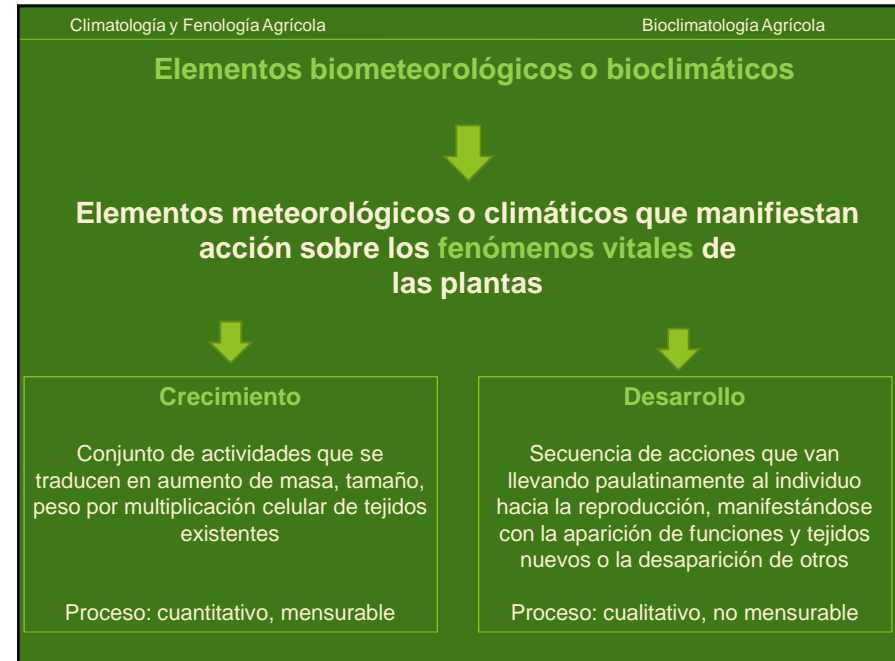 Climatología y Fenología Agrícola
Bioclimatología Agrícola
Elementos biometeorológicos o bioclimáticos
Elementos meteorológicos o climáticos que manifiestan
acción sobre los fenómenos vitales de
las plantas
Crecimiento
Conjunto de actividades que se
traducen en aumento de masa, tamaño,
peso por multiplicación celular de tejidos
existentes
Proceso: cuantitativo, mensurable
Desarrollo
Secuencia de acciones que van
llevando paulatinamente al individuo
hacia la reproducción, manifestándose
con la aparición de funciones y tejidos
nuevos o la desaparición de otros
Proceso: cualitativo, no mensurable